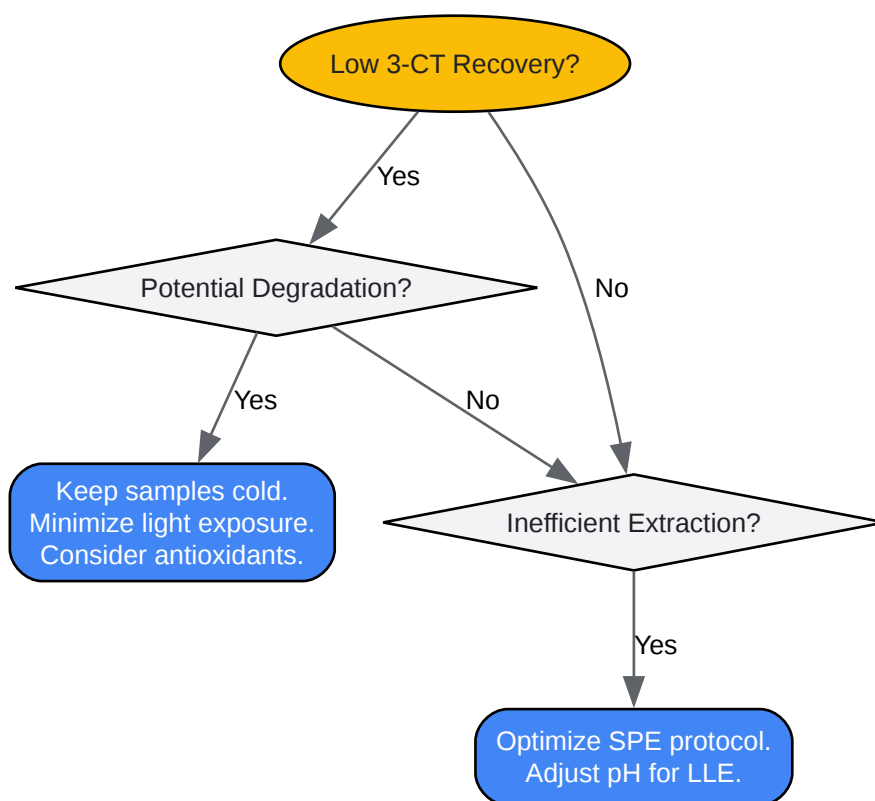 Low 3-CT Recovery?
Yes
Potential Degradation?
No
Yes
No
Keep samples cold.
Minimize light exposure.
Consider antioxidants.
Inefficient Extraction?
Yes
Optimize SPE protocol.
Adjust pH for LLE.